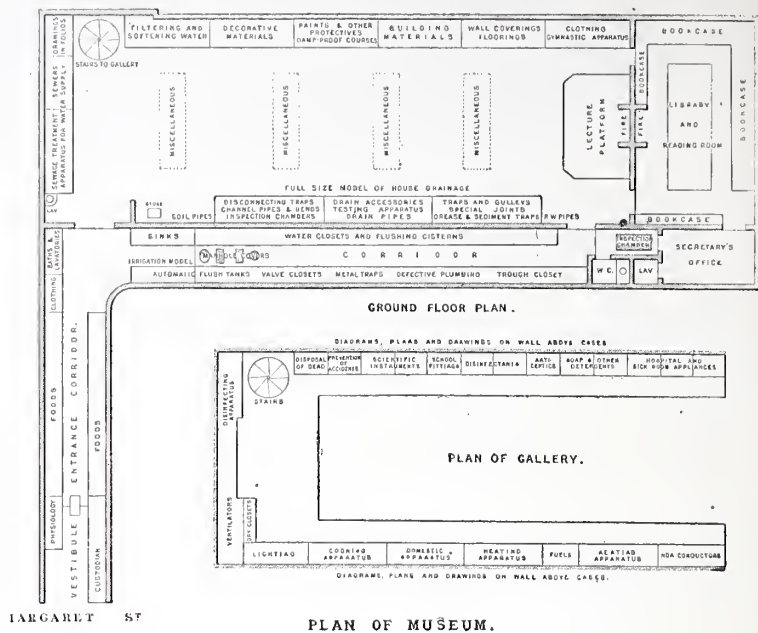 FILTERING AND
SOFTENING WATER
DECORATIVE
MATERIALS
PAINTS & OTHER
PROTECTIVES
DAMP-PROOF COURSES
BUILDING
MATERIALS
WALL COVERINGS
FLOORINGS
CLOTHING
GYMNASTIC APPARATUS
DRAWINGS
IN FOLIOS
STAIRS TO GALLERY
SEWERS
SEWAGE TREATMENT
APPARATUS FOR WATER SUPPLY
LAV
MISCELLANEOUS
MISCELLANEOUS
MISCELLANEOUS
MISCELLANEOUS
LECTURE
PLATFORM
FIRE
FIRE
BOOKCASE
BOOKCASE
BOOKCASE
BOOKCASE
LIBRARY
AND
READING ROOM
FULL SIZE MODEL OF HOUSE DRAINAGE
STOVE
SOIL PIPES
DISCONNECTING TRAPS
CHANNEL PIPES & BENDS
INSPECTION CHAMBERS
DRAIN ACCESSORIES
TESTING APPARATUS
DRAIN PIPES
TRAPS AND GULLEYS
SPECIAL JOINTS
GREASE & SEDIMENT TRAPS
R.W PIPES
SINKS
WATER CLOSETS AND FLUSHING CISTERNS
MANHOLE COVERS
CORRIDOR
IRRIGATION MODEL
AUTOMATIC FLUSH TANKS
VALVE CLOSETS
METAL TRAPS
DEFECTIVE PLUMBING
TROUGH CLOSET
INSPECTION
CHAMBER
W.C.
LAV
SECRETARY'S
OFFICE
BATHS &
LAVATORIES
CLOTHING
FOODS
PHYSIOLOGY
VESTIBULE
ENTRANCE CORRIDOR.
FOODS
CUSTODIAN
GROUND FLOOR PLAN.
DIAGRAMS, PLANS AND DRAWINGS ON WALL ABOVE CASES
DISINFECTING
APPARATUS
STAIRS
DISPOSAL
OF DEAD
PREVENTION
OF
ACCIDENTS
SCIENTIFIC
INSTRUMENTS
SCHOOL
FITTINGS
DISINFECTANTS
ANTI-
SEPTICS
SOAP & OTHER
DETERGENTS
HOSPITAL AND
SICK ROOM APPLIANCES
PLAN OF GALLERY.
VENTILATORS
DRY CLOSETS
LIGHTING
COOKING
APPARATUS
DOMESTIC
APPARATUS
HEATING
APPARATUS
FUELS
HEATING
APPARATUS
CONDUCTORS
DIAGRAMS, PLANS AND DRAWINGS ON WALL ABOVE CASES.
MARGARET ST
PLAN OF MUSEUM.